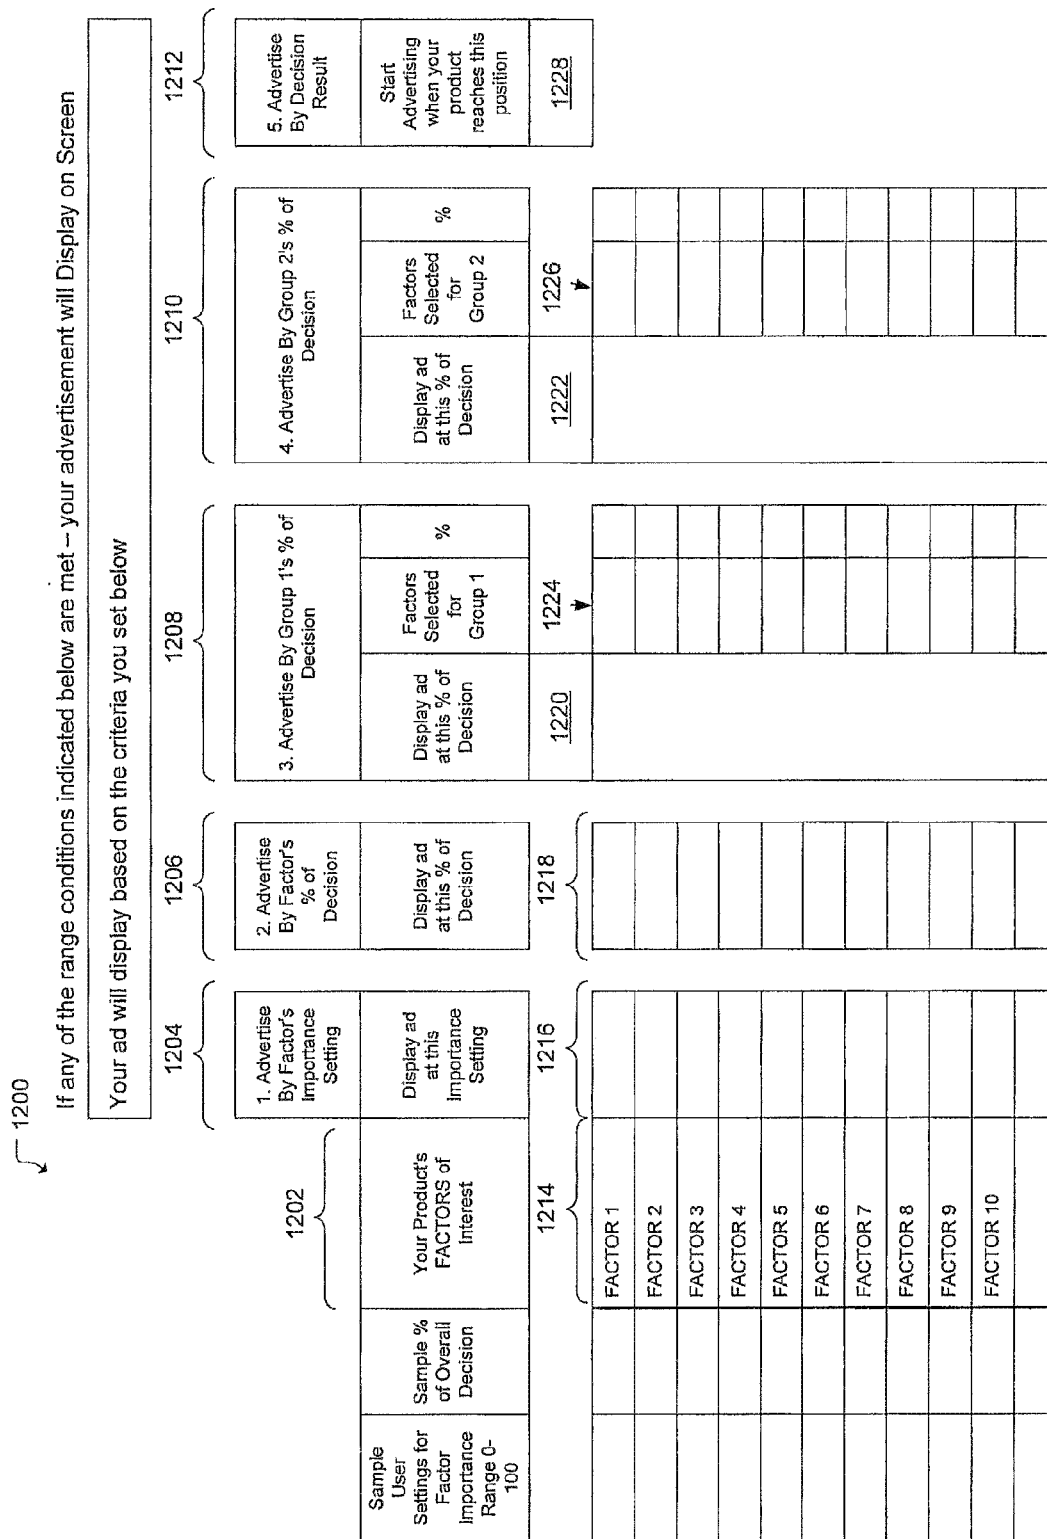 1200
If any of the range conditions indicated below are met – your advertisement will Display on Screen
Your ad will display based on the criteria you set below
1202
1204
1206
1208
1210
1212
1. Advertise
By Factor's
Importance
Setting
2. Advertise
By Factor's
% of
Decision
3. Advertise By Group 1's % of
Decision
4. Advertise By Group 2's % of
Decision
5. Advertise
By Decision
Result
Sample
User
Settings for
Factor
Importance
Range 0-
100
Sample %
of Overall
Decision
Your Product's
FACTORS of
Interest
Display ad
at this
Importance
Setting
Display ad
at this % of
Decision
Display ad
at this % of
Decision
Factors
Selected
for
Group 1
%
Display ad
at this % of
Decision
Factors
Selected
for
Group 2
%
Start
Advertising
when your
product
reaches this
position
1214
1216
1218
1220
1224
1222
1226
1228
FACTOR 1
FACTOR 2
FACTOR 3
FACTOR 4
FACTOR 5
FACTOR 6
FACTOR 7
FACTOR 8
FACTOR 9
FACTOR 10